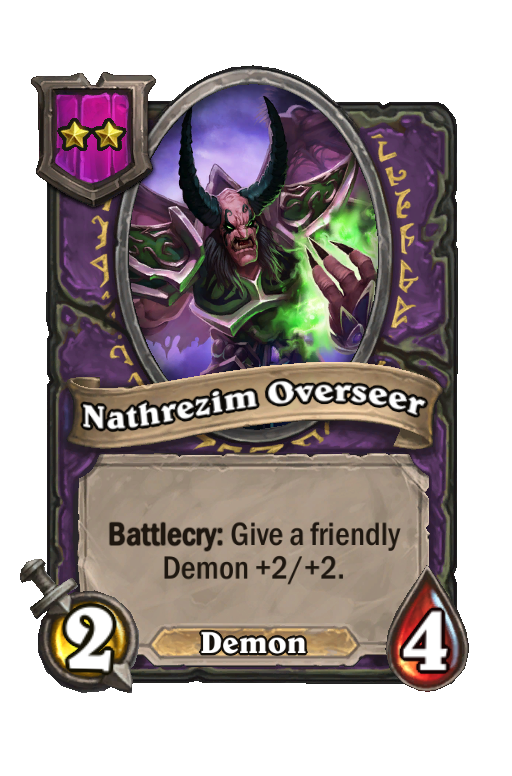 Nathrezim Overseer
Battlecry: Give a friendly
Demon +2/+2.
2
Demon
4